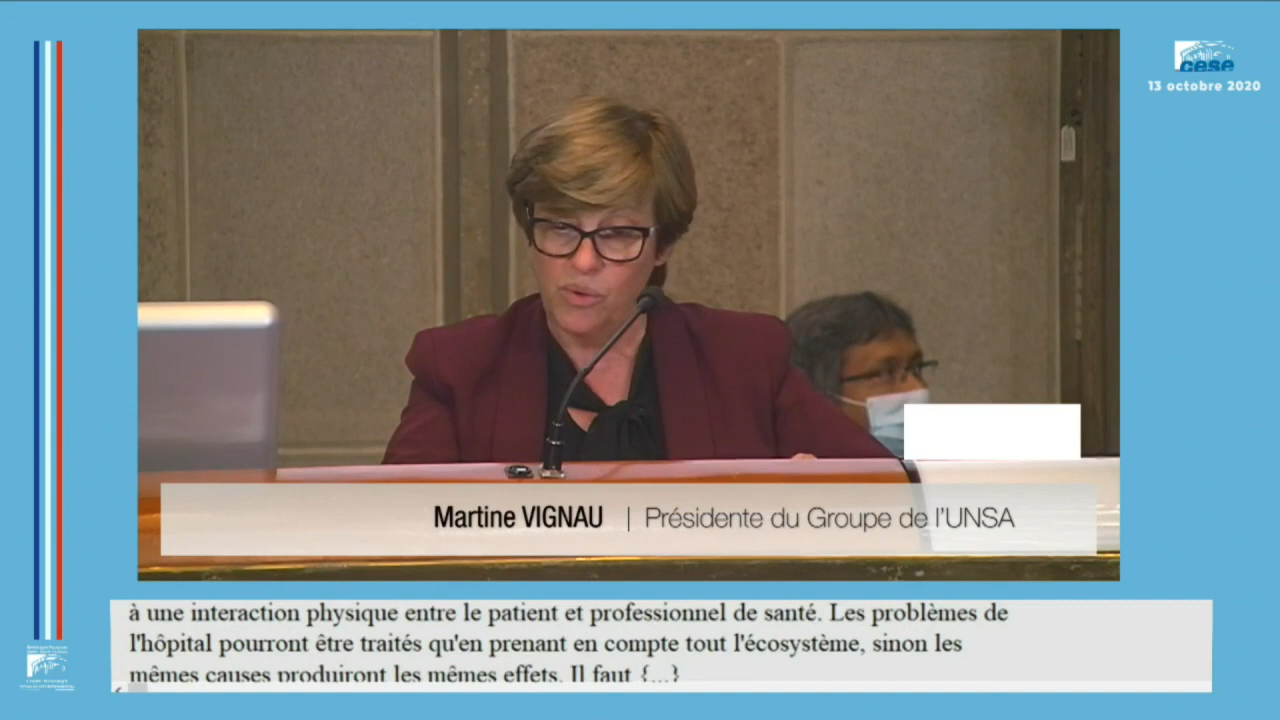 cese
13 octobre 2020
Martine VIGNAU | Présidente du Groupe de l'UNSA
à une interaction physique entre le patient et professionnel de santé. Les problèmes de
l'hôpital pourront être traités qu'en prenant en compte tout l'écosystème, sinon les
mêmes causes produiront les mêmes effets. Il faut {...}